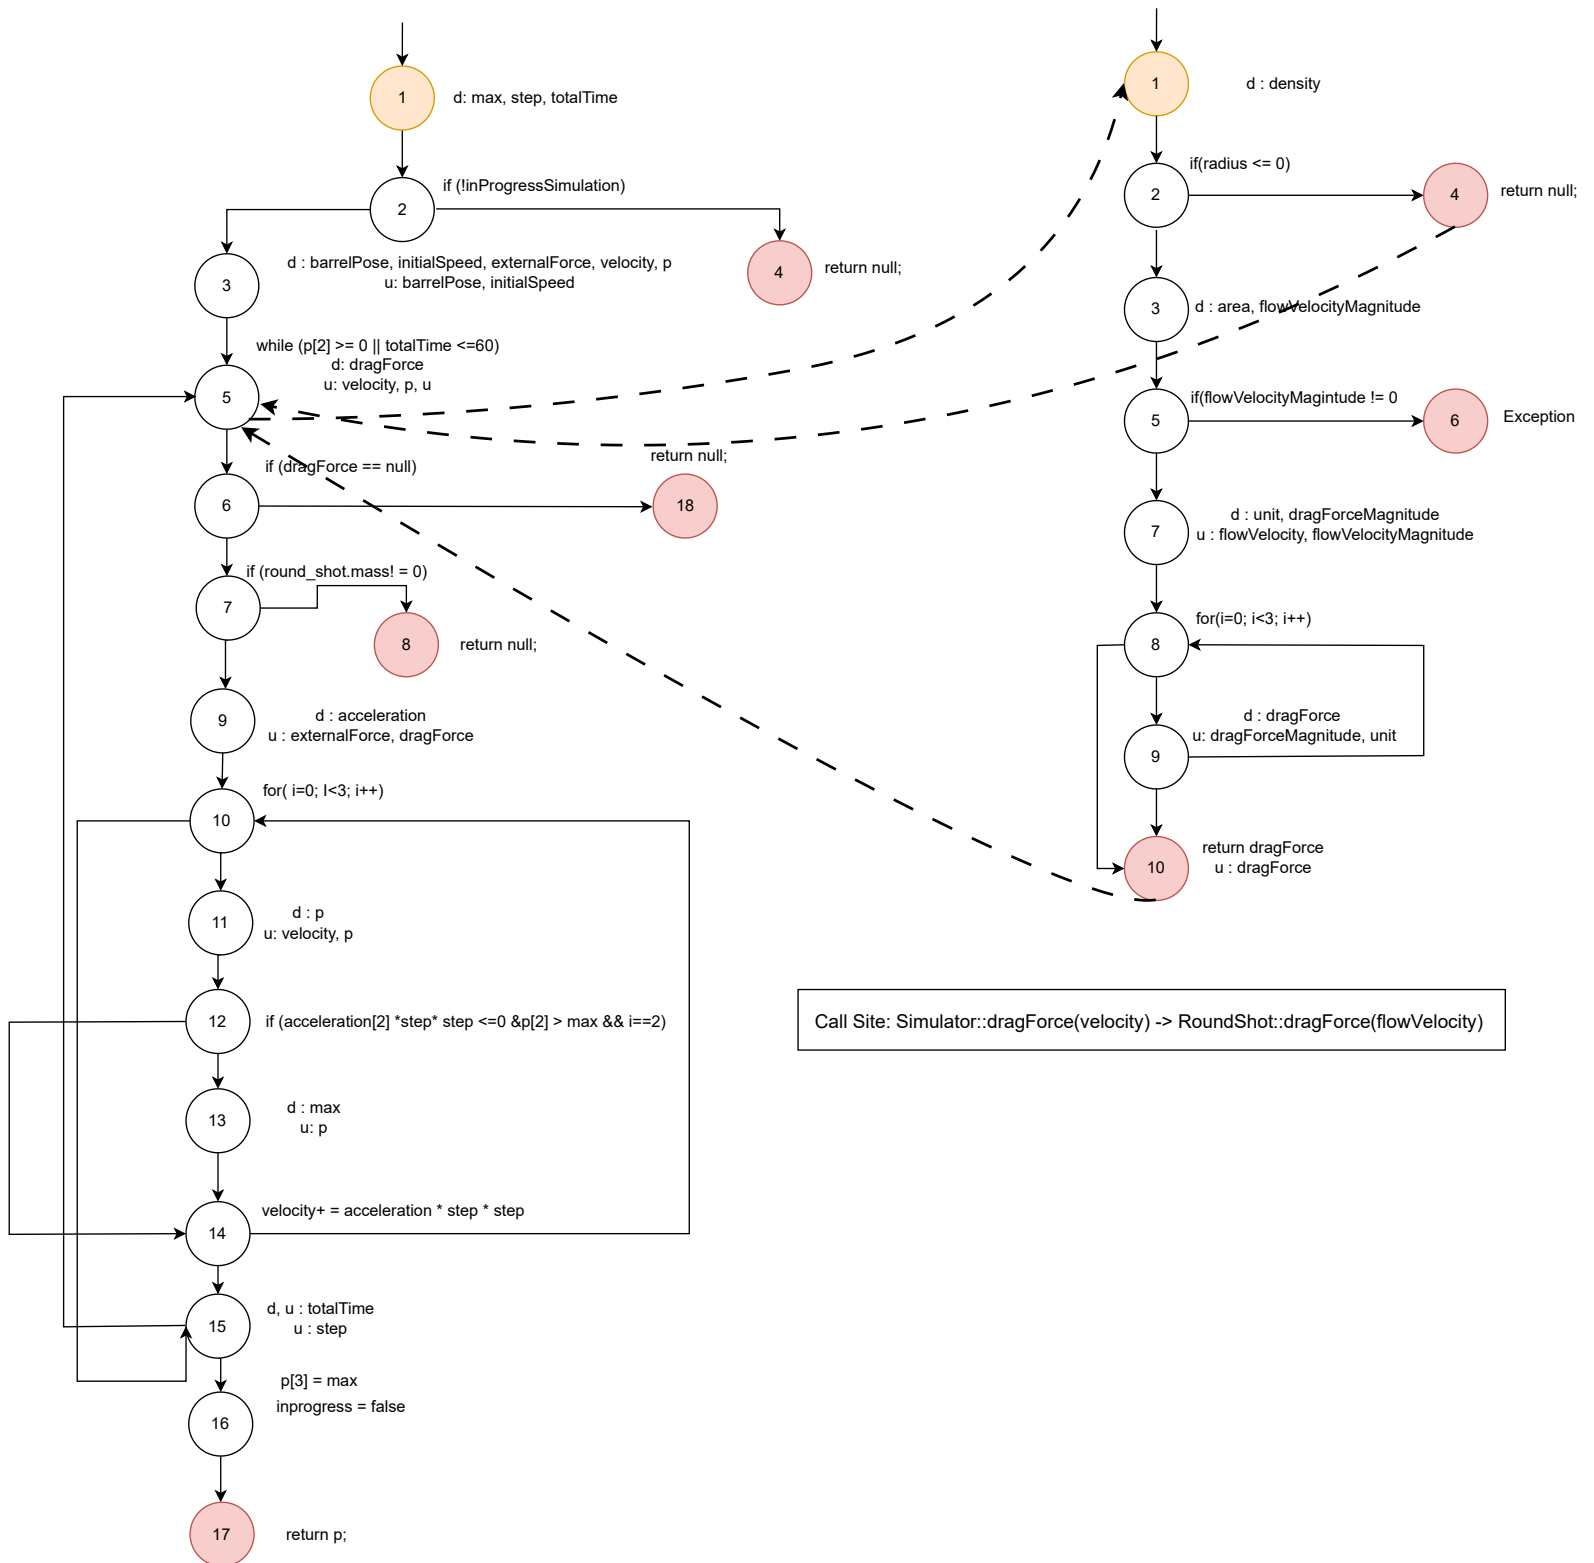 1
d: max, step, totalTime
if (!inProgressSimulation)
2
3
d : barrelPose, initialSpeed, externalForce, velocity, p
u: barrelPose, initialSpeed
4
return null;
while (p[2] >= 0 || totalTime <=60)
d: dragForce
u: velocity, p, u
5
if (dragForce == null)
6
return null;
18
if (round_shot.mass! = 0)
7
8
return null;
9
d : acceleration
u : externalForce, dragForce
for( i=0; I<3; i++)
10
11
d : p
u: velocity, p
12
if (acceleration[2] *step* step <=0 &p[2] > max && i==2)
13
d : max
u: p
velocity+ = acceleration * step * step
14
15
d, u : totalTime
u : step
p[3] = max
inprogress = false
16
17
return p;
1
d : density
if(radius <= 0)
2
4
return null;
3
d : area, flowVelocityMagnitude
if(flowVelocityMagintude != 0
5
6
Exception
7
d : unit, dragForceMagnitude
u : flowVelocity, flowVelocityMagnitude
for(i=0; i<3; i++)
8
d : dragForce
u: dragForceMagnitude, unit
9
return dragForce
u : dragForce
10
Call Site: Simulator::dragForce(velocity) -> RoundShot::dragForce(flowVelocity)